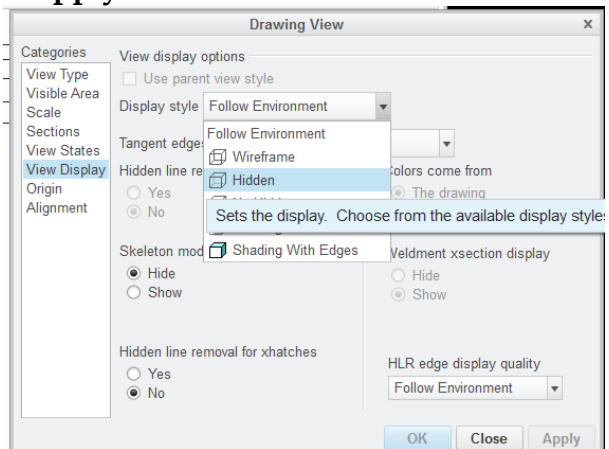 Drawing View
x
Categories
View Type
Visible Area
Scale
Sections
View States
View Display
Origin
Alignment
View display options
Use parent view style
Display style Follow Environment
Follow Environment
Wireframe
Hidden
Sets the display. Choose from the available display styles
Shading With Edges
Tangent edges
Hidden line re
Yes
No
Colors come from
The drawing
Skeleton mod
Hide
Show
Weldment xsection display
Hide
Show
Hidden line removal for xhatches
Yes
No
HLR edge display quality
Follow Environment
OK Close Apply